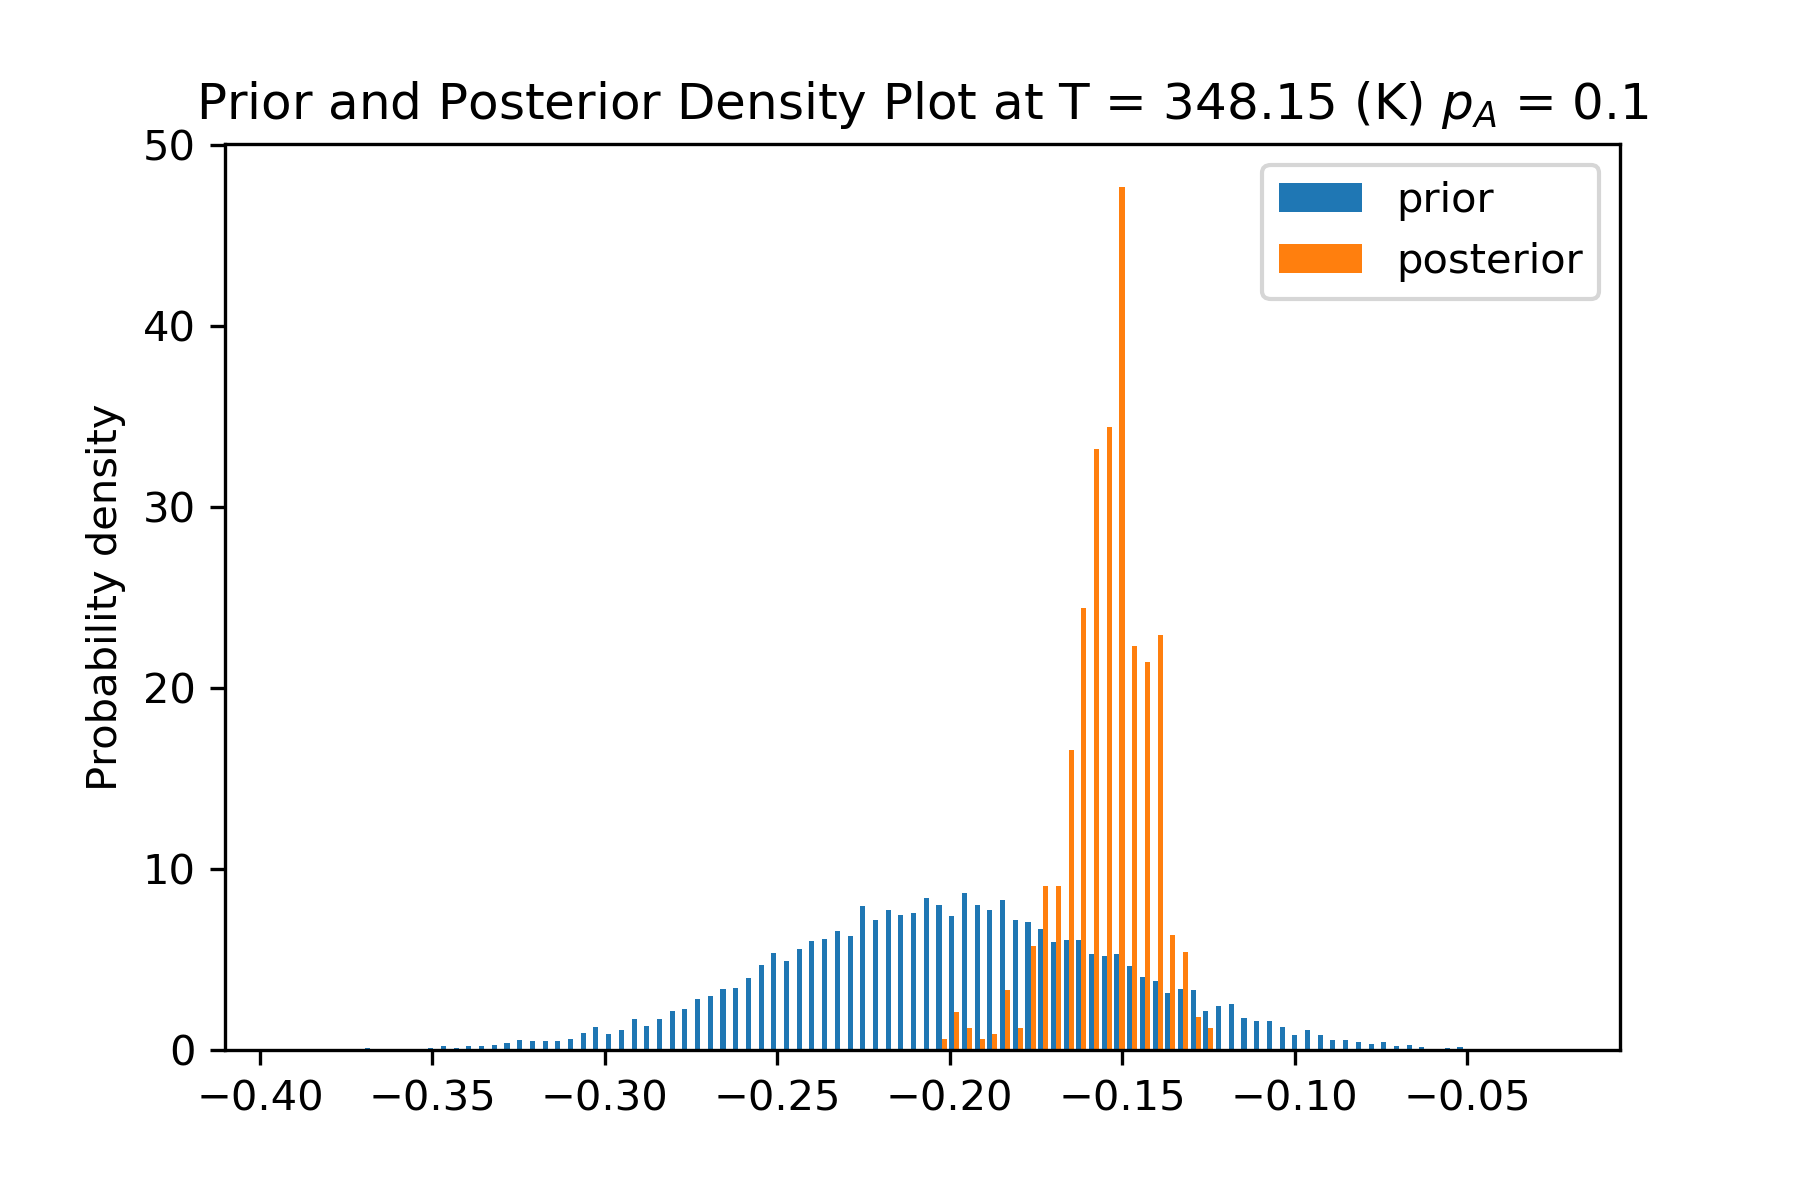 Prior and Posterior Density Plot at T = 348.15 (K) p_A = 0.1
50
40
30
20
10
0
Probability density
prior
posterior
−0.40 −0.35 −0.30 −0.25 −0.20 −0.15 −0.10 −0.05